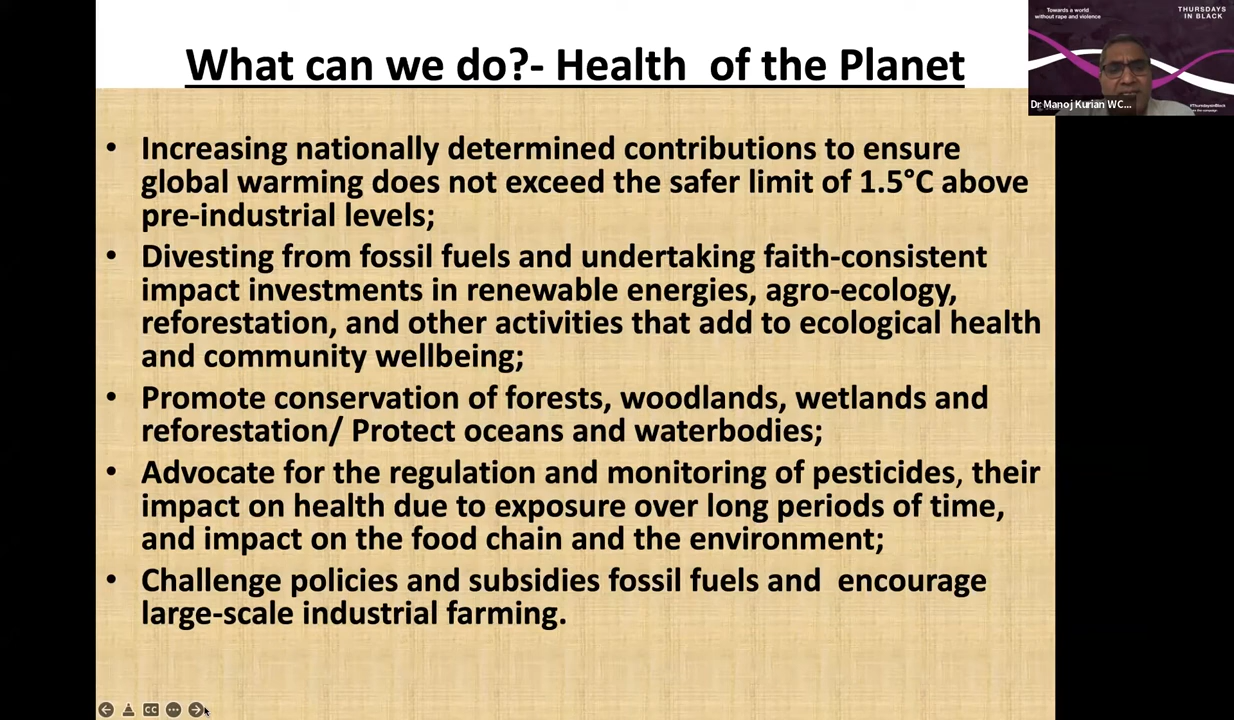 What can we do?- Health  of the Planet
• Increasing nationally determined contributions to ensure
global warming does not exceed the safer limit of 1.5°C above
pre-industrial levels;
• Divesting from fossil fuels and undertaking faith-consistent
impact investments in renewable energies, agro-ecology,
reforestation, and other activities that add to ecological health
and community wellbeing;
• Promote conservation of forests, woodlands, wetlands and
reforestation/ Protect oceans and waterbodies;
• Advocate for the regulation and monitoring of pesticides, their
impact on health due to exposure over long periods of time,
and impact on the food chain and the environment;
• Challenge policies and subsidies fossil fuels and  encourage
large-scale industrial farming.
Towards a world
without rape and violence
THURSDAYS
IN BLACK
Dr Manoj Kurian WC...
#ThursdaysinBlack
CC